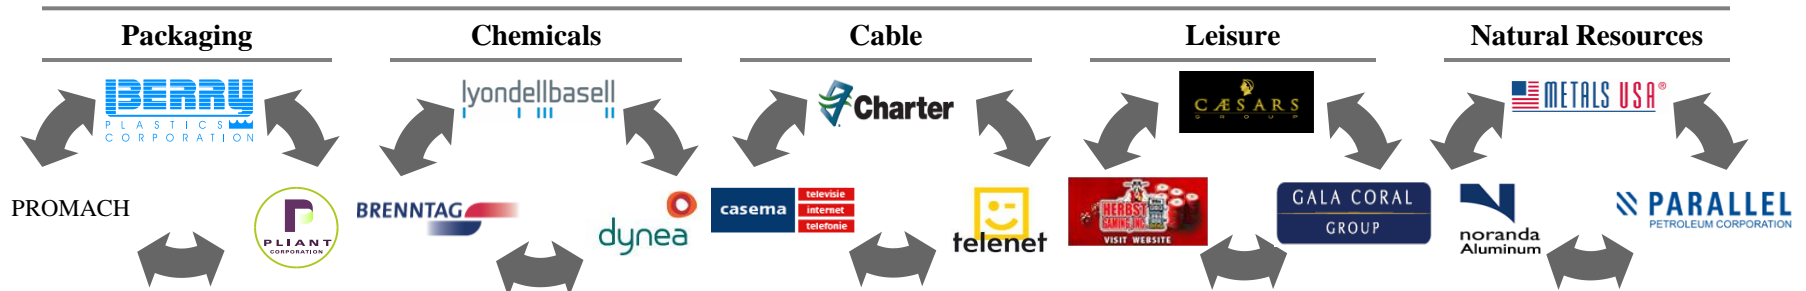 Packaging
Chemicals
Cable
Leisure
Natural Resources
BERRY
PLASTICS
CORPORATION
lyondellbasell
Charter
CÆSARS
GROUP
METALS USA®
PROMACH
PLIANT
CORPORATION
BRENNTAG
dynea
casema
televisie
internet
telefonie
telenet
HERBST
GAMING, INC.
VISIT WEBSITE
GALA CORAL
GROUP
noranda
Aluminum
PARALLEL
PETROLEUM CORPORATION